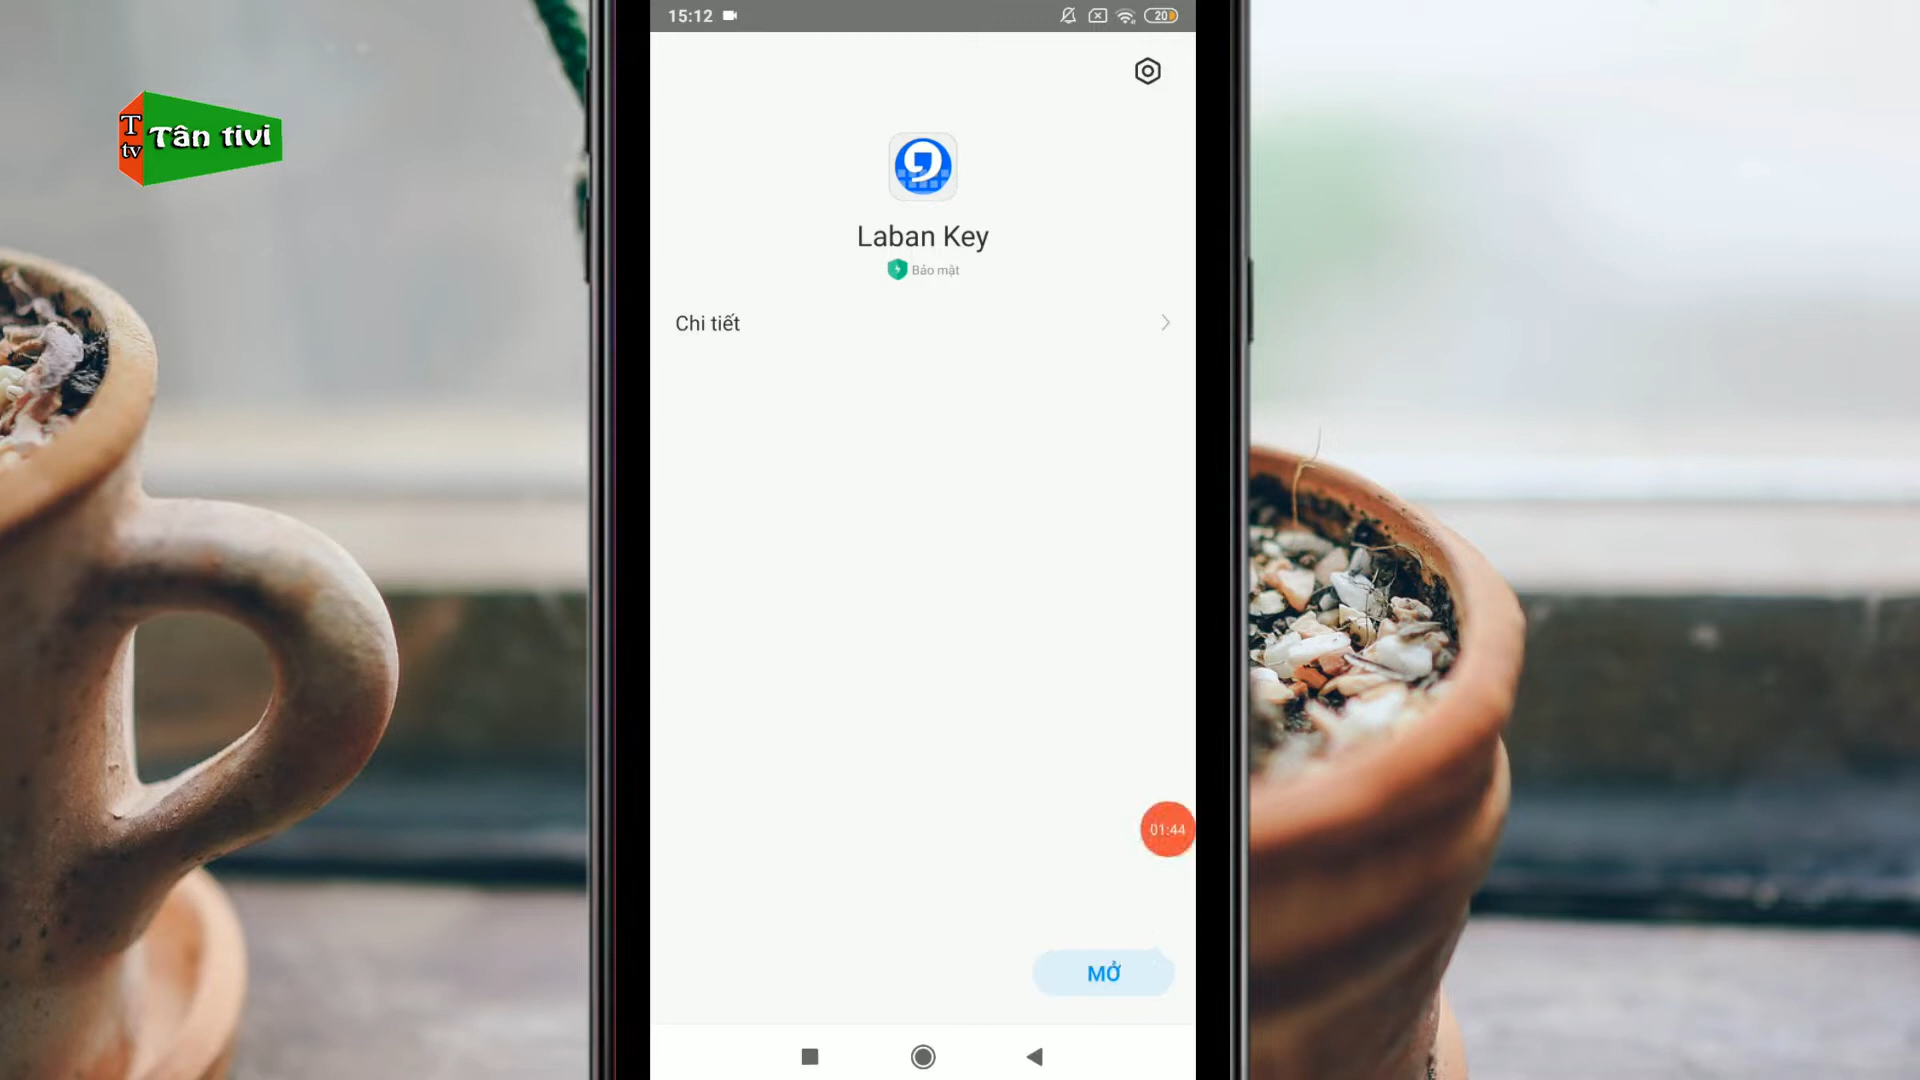 15:12
20
T
tv
Tân tivi
Laban Key
Bảo mật
Chi tiết
01:44
MỞ